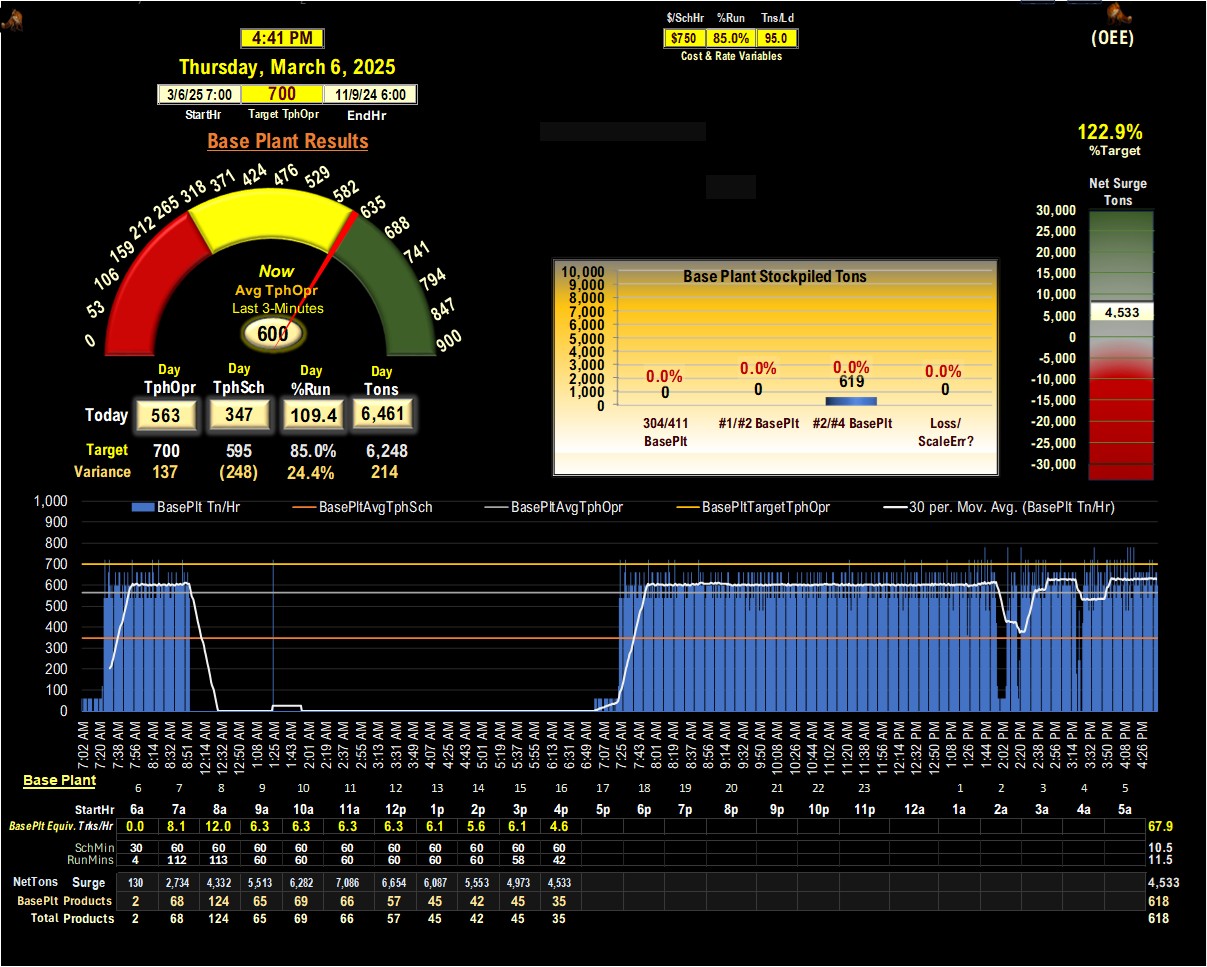 $/SchHr %Run Tns/Ld
$750 85.0% 95.0
Cost & Rate Variables
(OEE)
4:41 PM
Thursday, March 6, 2025
3/6/25 7:00 700 11/9/24 6:00
StartHr Target TphOpr EndHr
Base Plant Results
0 53 106 159 212 265 318 371 424 476 529 582 635 688 741 794 847 900
Now
Avg TphOpr
Last 3-Minutes
600
Day Day Day Day
TphOpr TphSch %Run Tons
Today 563 347 109.4 6,461
Target 700 595 85.0% 6,248
Variance 137 (248) 24.4% 214
Base Plant Stockpiled Tons
10,000
9,000
8,000
7,000
6,000
5,000
4,000
3,000
2,000
1,000
0
0.0% 0.0% 0.0% 0.0%
0 0 619 0
304/411 BasePlt
#1/#2 BasePlt
#2/#4 BasePlt
Loss/ ScaleErr?
122.9%
%Target
Net Surge
Tons
30,000
25,000
20,000
15,000
10,000
5,000
0
-5,000
-10,000
-15,000
-20,000
-25,000
-30,000
4,533
BasePlt Tn/Hr BasePltAvgTphSch BasePltAvgTphOpr BasePltTargetTphOpr 30 per. Mov. Avg. (BasePlt Tn/Hr)
1,000
900
800
700
600
500
400
300
200
100
0
7:02 AM 7:20 AM 7:38 AM 8:14 AM 8:32 AM 8:51 AM 12:14 AM 12:32 AM 12:50 AM 1:08 AM 1:25 AM 1:43 AM 2:01 AM 2:19 AM 2:37 AM 2:55 AM 3:13 AM 3:31 AM 3:49 AM 4:07 AM 4:25 AM 4:43 AM 5:01 AM 5:19 AM 5:37 AM 5:55 AM 6:13 AM 6:31 AM 6:49 AM 7:07 AM 7:25 AM 7:43 AM 8:01 AM 8:19 AM 8:37 AM 8:56 AM 9:14 AM 9:32 AM 9:50 AM 10:08 AM 10:26 AM 10:44 AM 11:02 AM 11:20 AM 11:38 AM 11:56 AM 12:14 PM 12:32 PM 12:50 PM 1:08 PM 1:26 PM 1:44 PM 2:02 PM 2:20 PM 2:38 PM 2:56 PM 3:14 PM 3:32 PM 3:50 PM 4:08 PM 4:26 PM
Base Plant
6 7 8 9 10 11 12 13 14 15 16 17 18 19 20 21 22 23 1 2 3 4 5
StartHr 6a 7a 8a 9a 10a 11a 12p 1p 2p 3p 4p 5p 6p 7p 8p 9p 10p 11p 12a 1a 2a 3a 4a 5a
BasePlt Equiv. Trks/Hr 0.0 8.1 12.0 6.3 6.3 6.3 6.3 6.1 5.6 6.1 4.6 67.9
SchMin 30 60 60 60 60 60 60 60 60 60 60 10.5
RunMins 4 112 113 60 60 60 60 60 60 58 42 11.5
NetTons Surge 130 2,734 4,332 5,513 6,282 7,086 6,654 6,087 5,553 4,973 4,533 4,533
BasePlt Products 2 68 124 65 69 66 57 45 42 45 35 618
Total Products 2 68 124 65 69 66 57 45 42 45 35 618